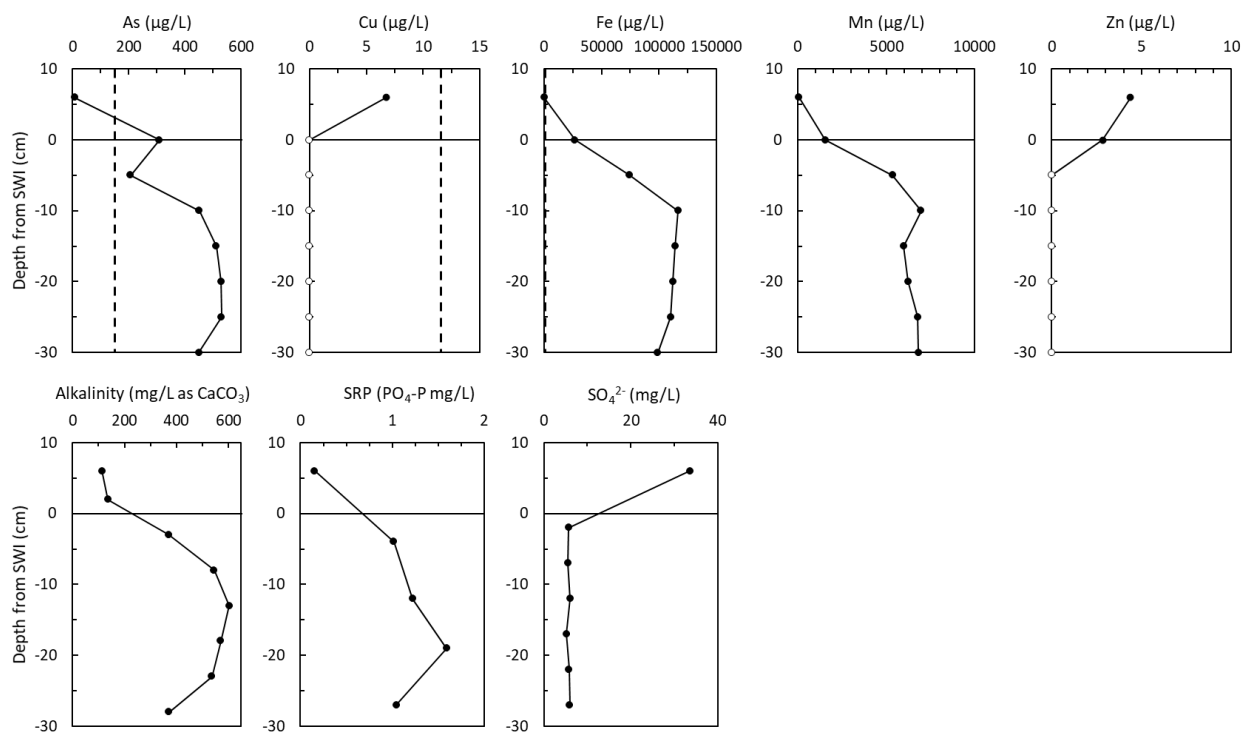 As (µg/L) Cu (µg/L) Fe (µg/L) Mn (µg/L) Zn (µg/L)
0 200 400 600 0 5 10 15 0 50000 100000 150000 0 5000 10000 0 5 10
10 10 10 10 10
0 0 0 0 0
-10 -10 -10 -10 -10
-20 -20 -20 -20 -20
-30 -30 -30 -30 -30
Depth from SWI (cm)
Alkalinity (mg/L as CaCO₃) SRP (PO₄-P mg/L) SO₄²⁻ (mg/L)
0 200 400 600 0 1 2 0 20 40
10 10 10
0 0 0
-10 -10 -10
-20 -20 -20
-30 -30 -30
Depth from SWI (cm)